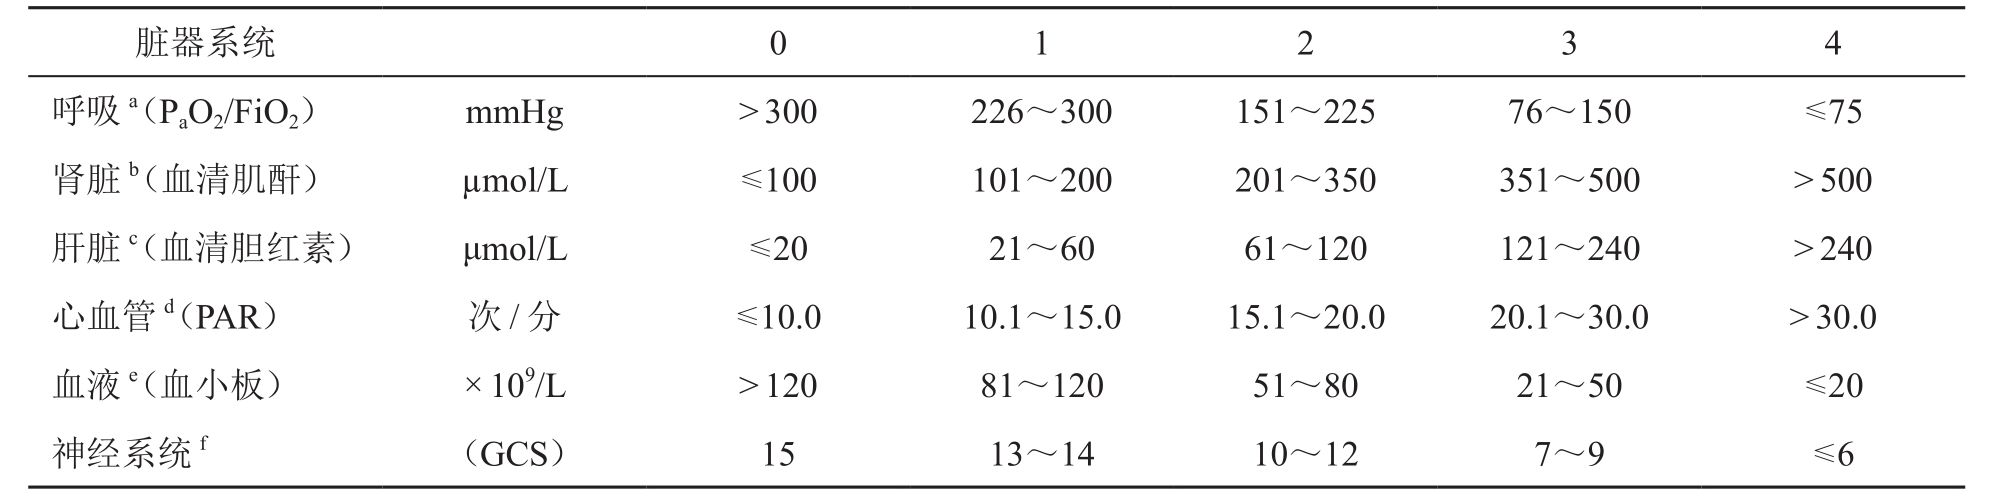 脏器系统 0 1 2 3 4
呼吸 a（PaO2/FiO2） mmHg >300 226～300 151～225 76～150 ≤75
肾脏 b（血清肌酐） μmol/L ≤100 101～200 201～350 351～500 >500
肝脏 c（血清胆红素） μmol/L ≤20 21～60 61～120 121～240 >240
心血管 d（PAR） 次 / 分 ≤10.0 10.1～15.0 15.1～20.0 20.1～30.0 >30.0
血液 e（血小板） ×10⁹/L >120 81～120 51～80 21～50 ≤20
神经系统 f （GCS） 15 13～14 10～12 7～9 ≤6